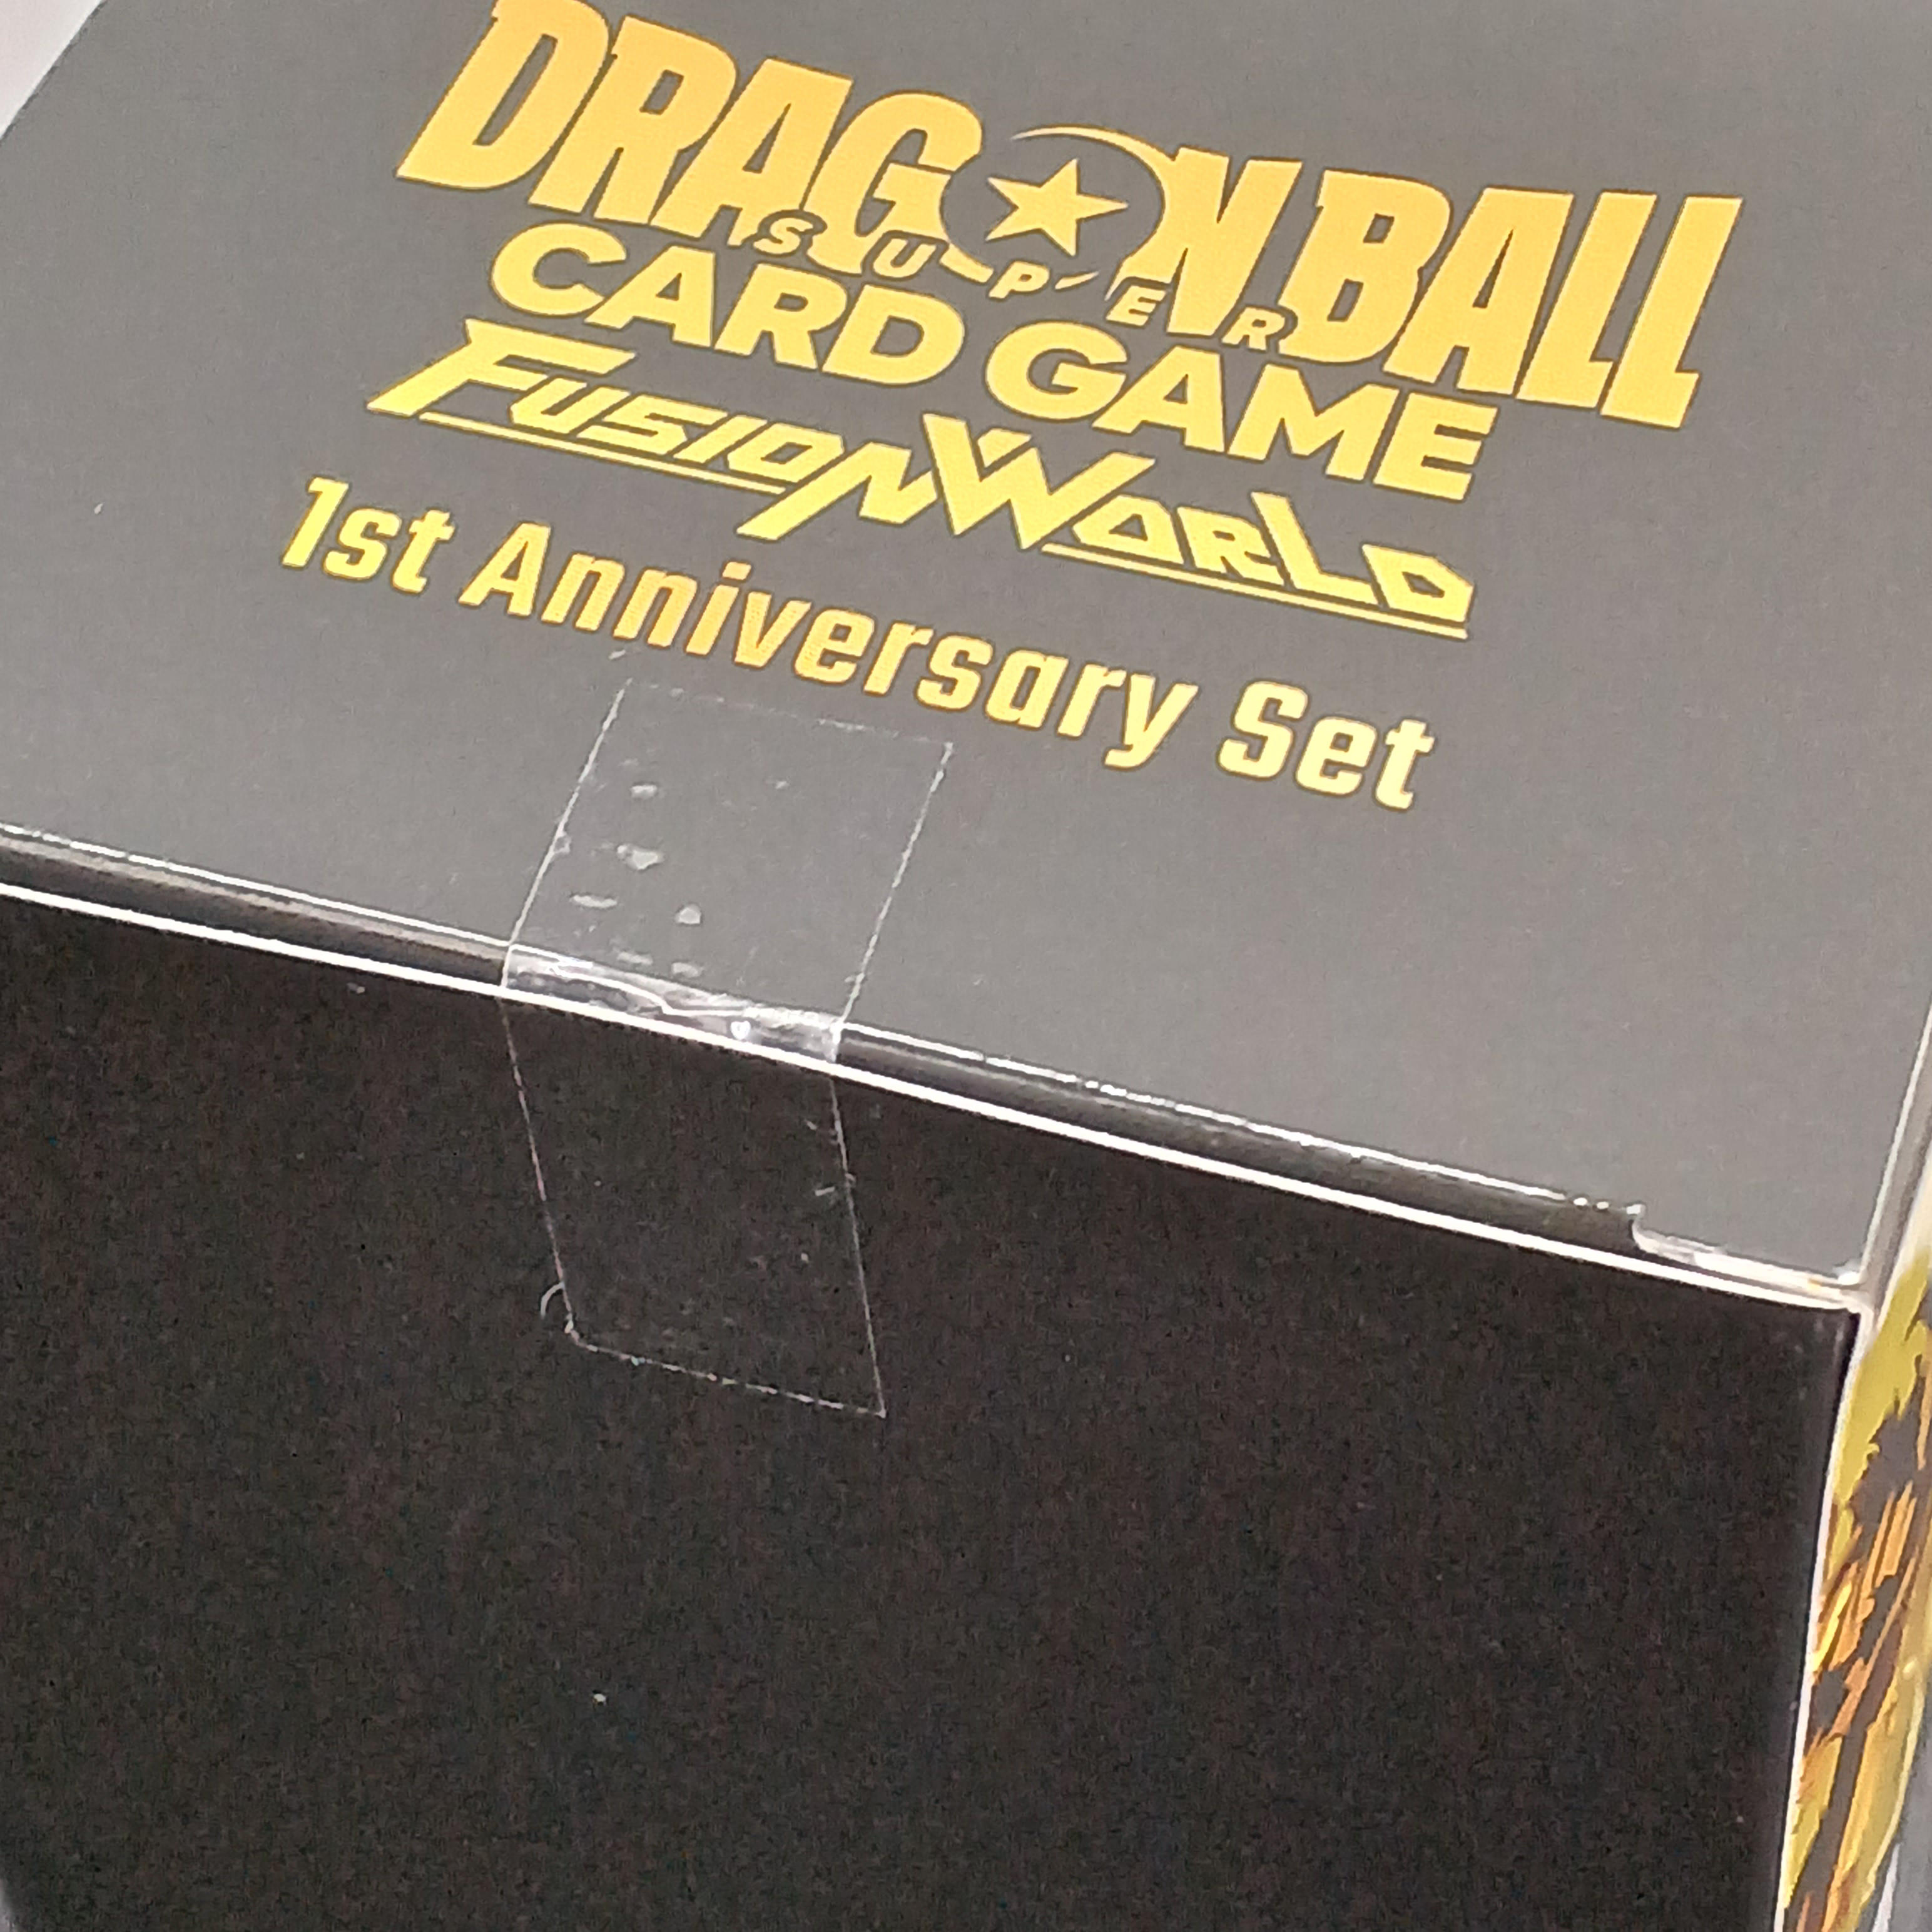 DRAGON BALL
SUPER
CARD GAME
FUSION WORLD
1st Anniversary Set